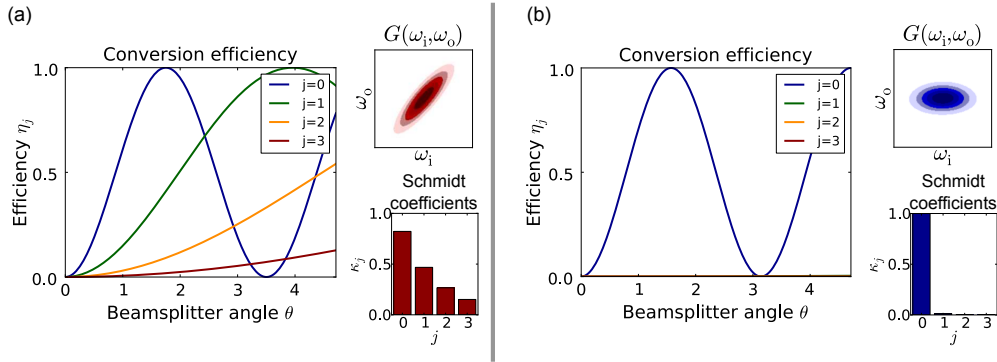 (a)
Conversion efficiency
1.0
0.5
0.0
Efficiency ηj
0 1 2 3 4
Beamsplitter angle θ
j=0
j=1
j=2
j=3
G(ωi,ωo)
ωo
ωi
Schmidt
coefficients
1.0
0.5
0.0
κj
0 1 2 3
j
(b)
Conversion efficiency
1.0
0.5
0.0
Efficiency ηj
0 1 2 3 4
Beamsplitter angle θ
j=0
j=1
j=2
j=3
G(ωi,ωo)
ωo
ωi
Schmidt
coefficients
1.0
0.5
0.0
κj
0 1 2 3
j